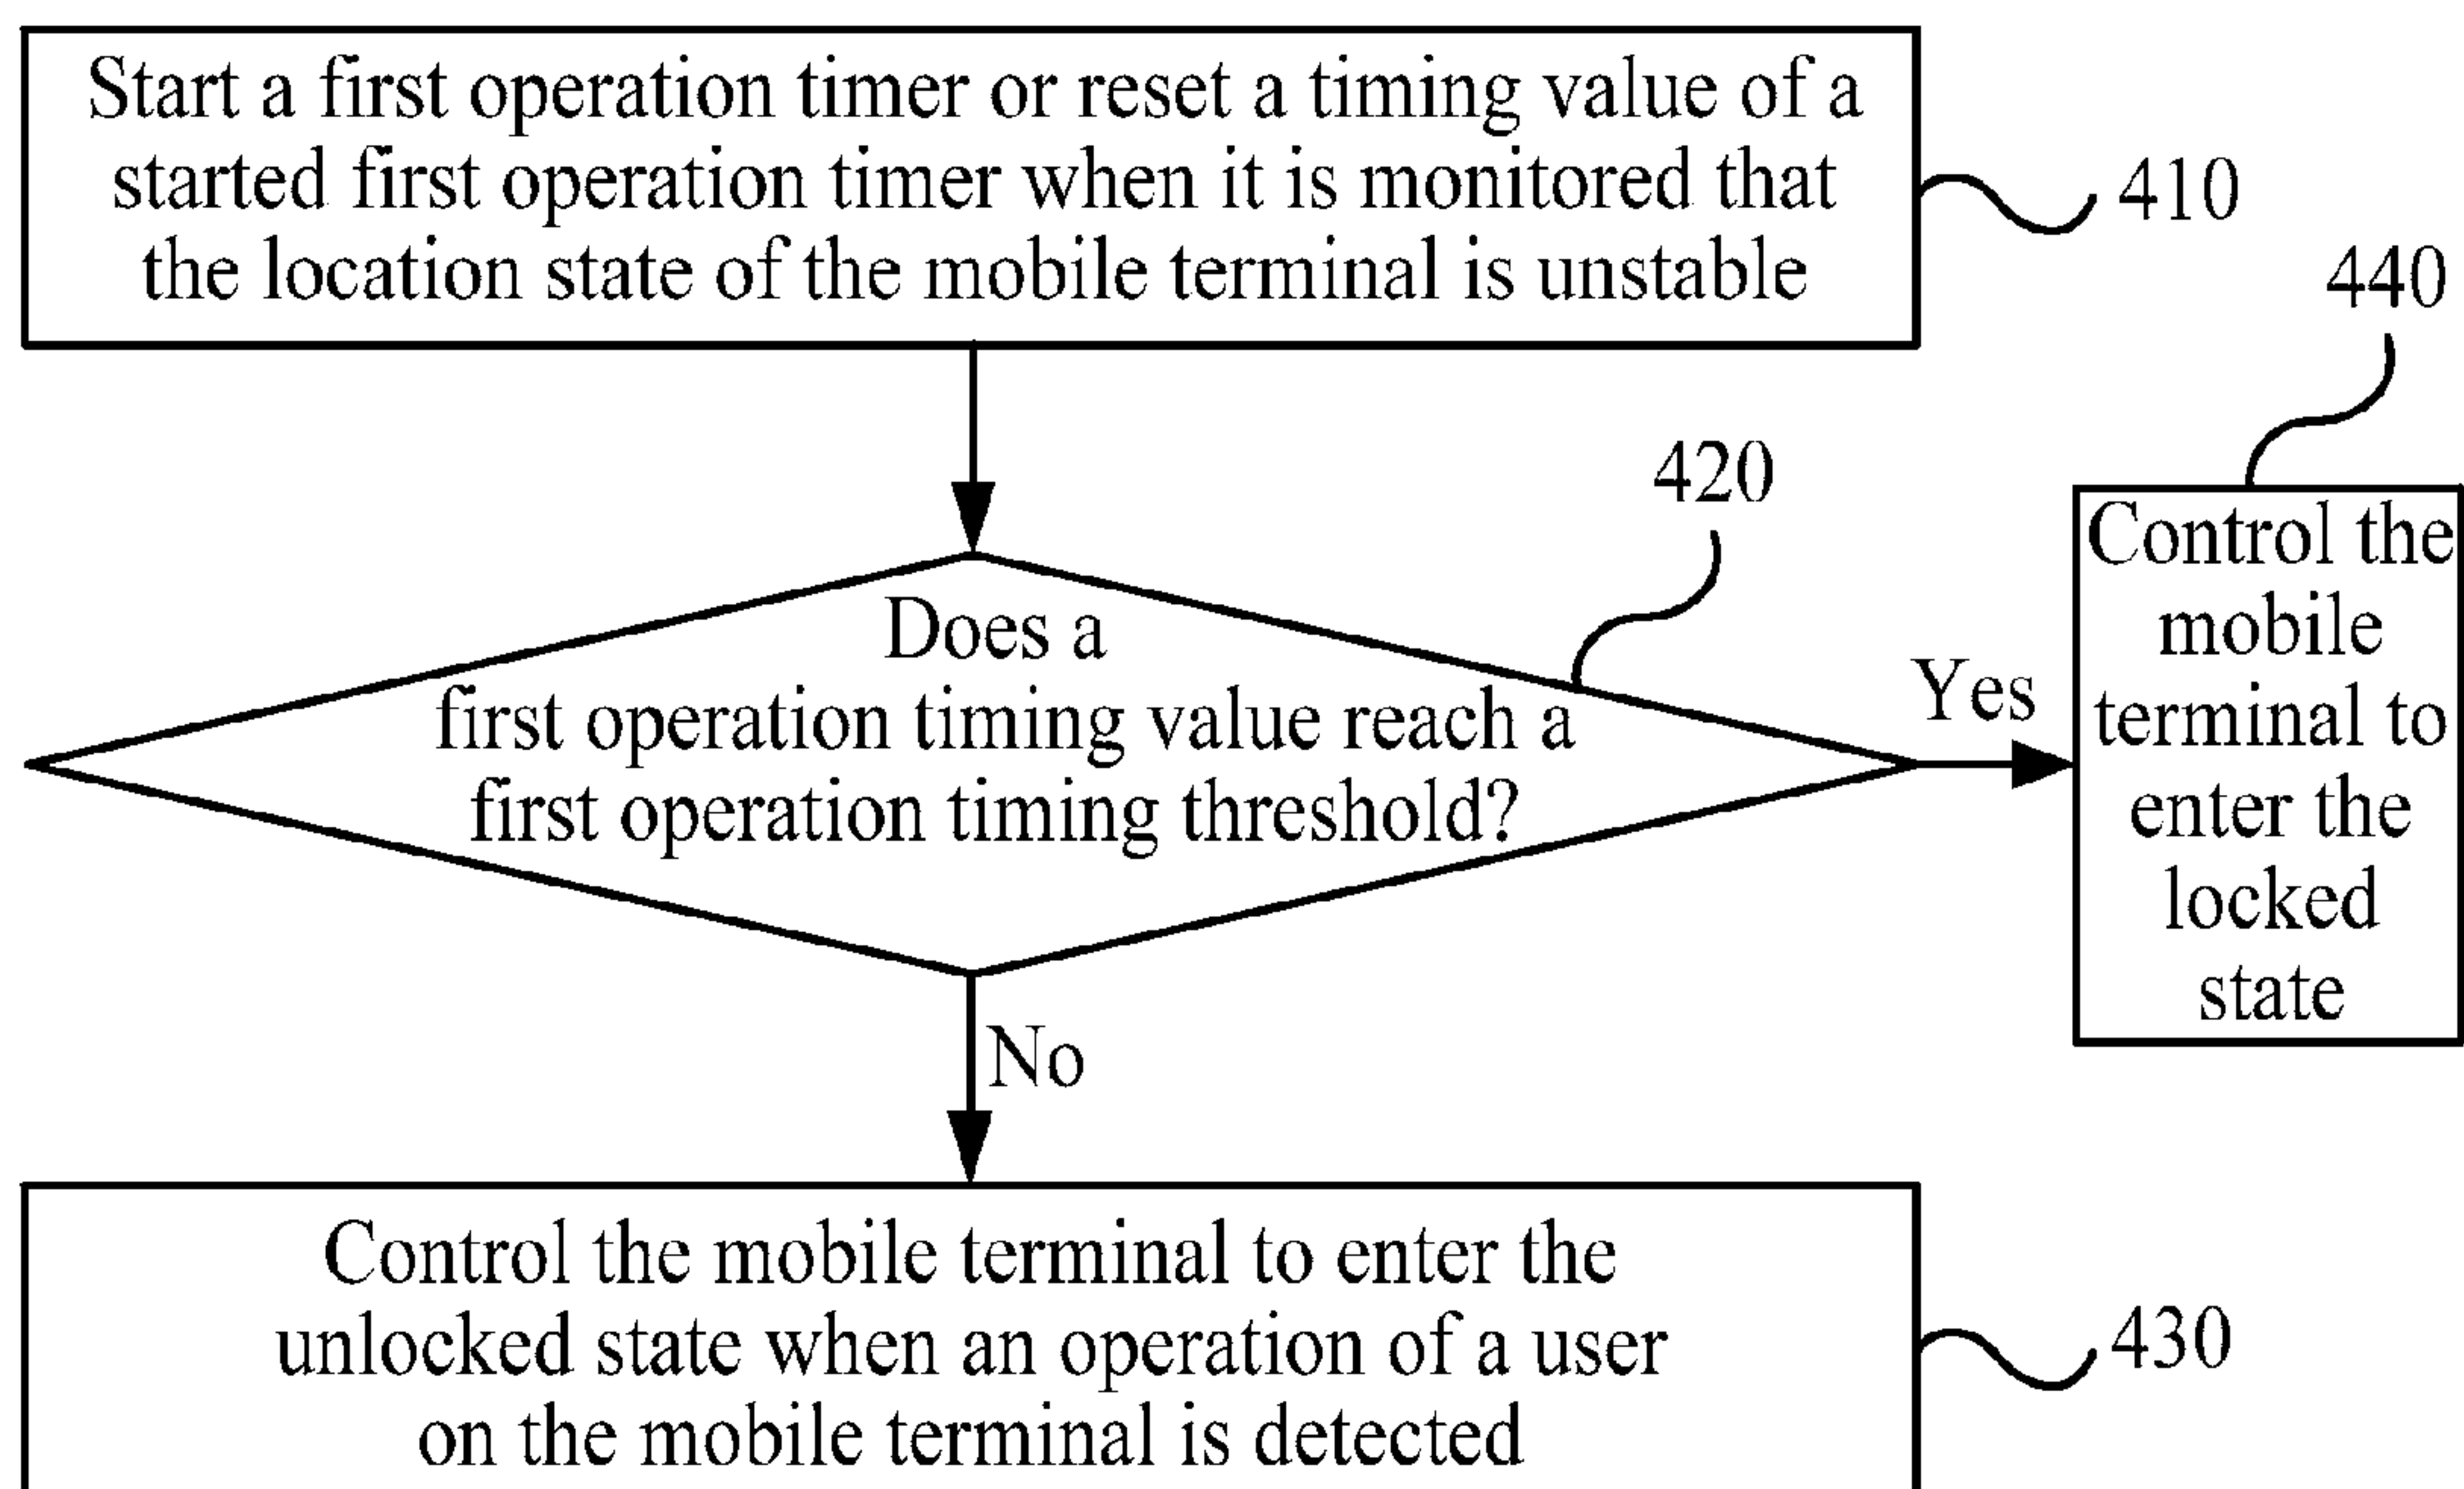 Start a first operation timer or reset a timing value of a
started first operation timer when it is monitored that
the location state of the mobile terminal is unstable
410
440
420
Does a
first operation timing value reach a
first operation timing threshold?
Yes
Control the
mobile
terminal to
enter the
locked
state
No
Control the mobile terminal to enter the
unlocked state when an operation of a user
on the mobile terminal is detected
430